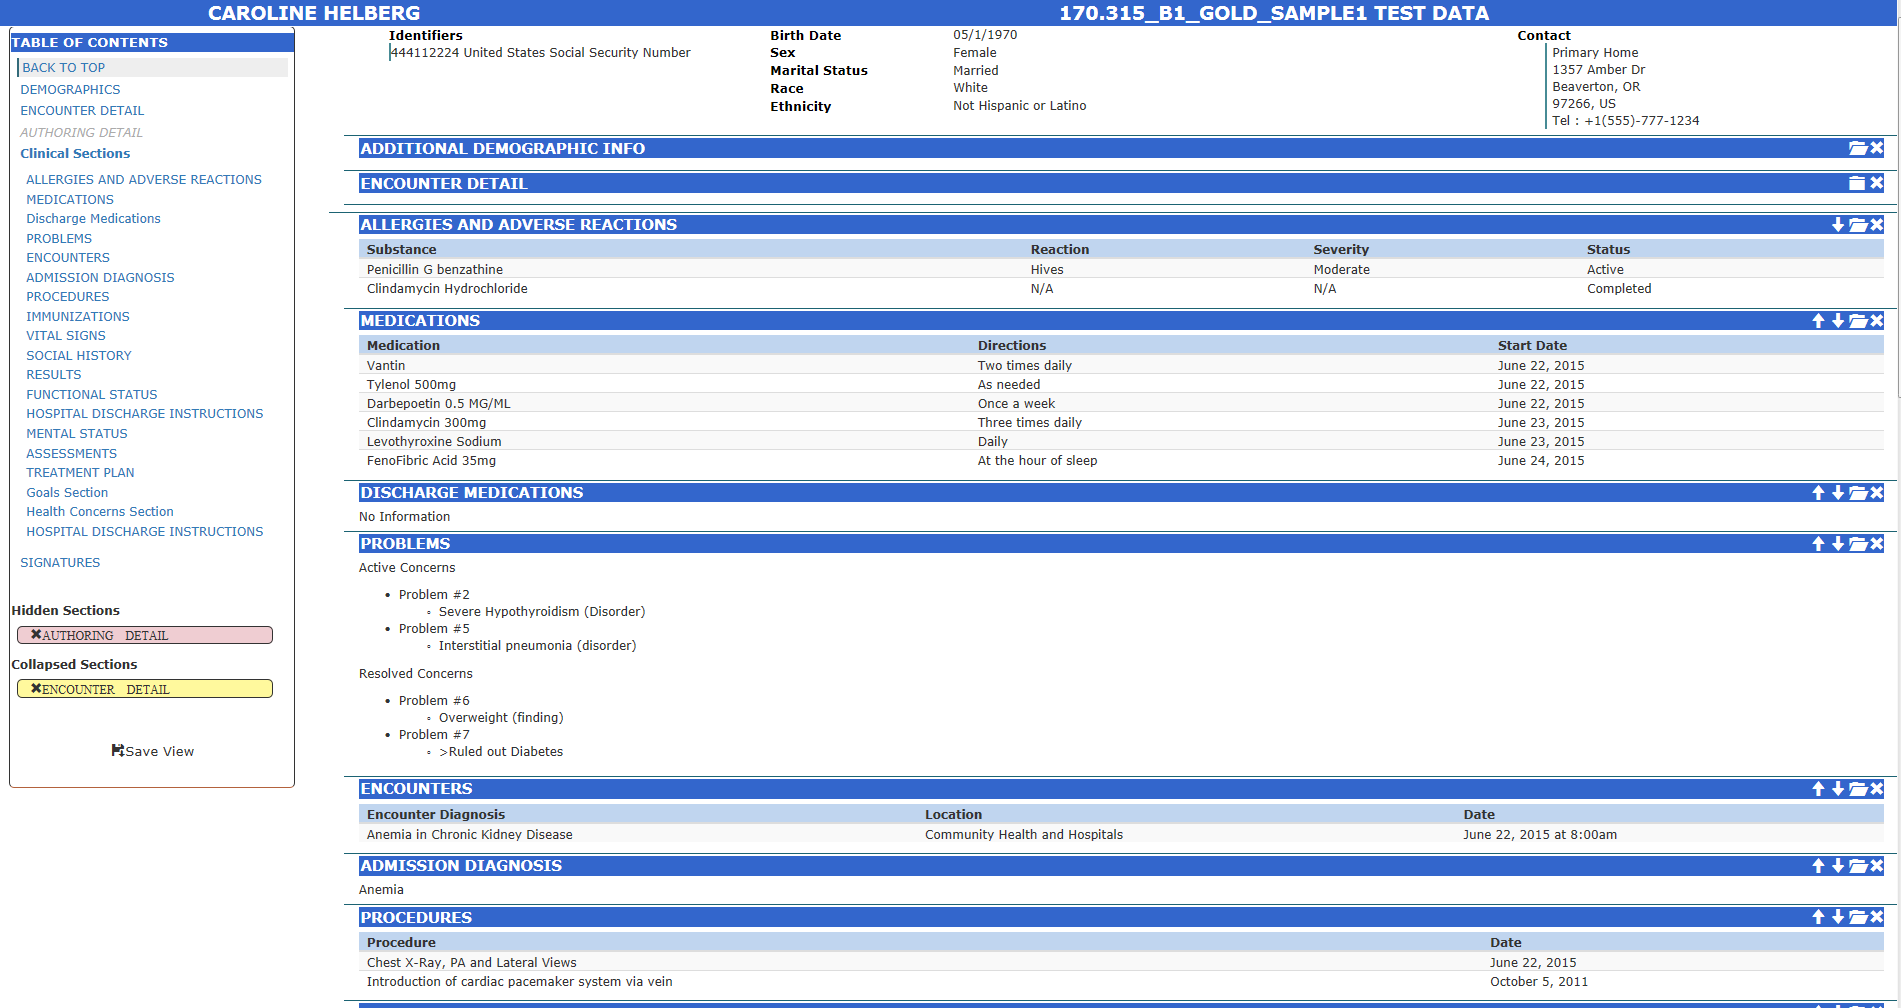 CAROLINE HELBERG 170.315_B1_GOLD_SAMPLE1 TEST DATA
TABLE OF CONTENTS
BACK TO TOP
DEMOGRAPHICS
ENCOUNTER DETAIL
AUTHORING DETAIL
Clinical Sections
ALLERGIES AND ADVERSE REACTIONS
MEDICATIONS
Discharge Medications
PROBLEMS
ENCOUNTERS
ADMISSION DIAGNOSIS
PROCEDURES
IMMUNIZATIONS
VITAL SIGNS
SOCIAL HISTORY
RESULTS
FUNCTIONAL STATUS
HOSPITAL DISCHARGE INSTRUCTIONS
MENTAL STATUS
ASSESSMENTS
TREATMENT PLAN
Goals Section
Health Concerns Section
HOSPITAL DISCHARGE INSTRUCTIONS
SIGNATURES
Hidden Sections
AUTHORING DETAIL
Collapsed Sections
ENCOUNTER DETAIL
Save View
Identifiers
444112224 United States Social Security Number
Birth Date 05/1/1970
Sex Female
Marital Status Married
Race White
Ethnicity Not Hispanic or Latino
Contact
Primary Home
1357 Amber Dr
Beaverton, OR
97266, US
Tel : +1(555)-777-1234
ADDITIONAL DEMOGRAPHIC INFO
ENCOUNTER DETAIL
ALLERGIES AND ADVERSE REACTIONS
Substance Reaction Severity Status
Penicillin G benzathine Hives Moderate Active
Clindamycin Hydrochloride N/A N/A Completed
MEDICATIONS
Medication Directions Start Date
Vantin Two times daily June 22, 2015
Tylenol 500mg As needed June 22, 2015
Darbepoetin 0.5 MG/ML Once a week June 22, 2015
Clindamycin 300mg Three times daily June 23, 2015
Levothyroxine Sodium Daily June 23, 2015
FenoFibric Acid 35mg At the hour of sleep June 24, 2015
DISCHARGE MEDICATIONS
No Information
PROBLEMS
Active Concerns
• Problem #2
◦ Severe Hypothyroidism (Disorder)
• Problem #5
◦ Interstitial pneumonia (disorder)
Resolved Concerns
• Problem #6
◦ Overweight (finding)
• Problem #7
◦ >Ruled out Diabetes
ENCOUNTERS
Encounter Diagnosis Location Date
Anemia in Chronic Kidney Disease Community Health and Hospitals June 22, 2015 at 8:00am
ADMISSION DIAGNOSIS
Anemia
PROCEDURES
Procedure Date
Chest X-Ray, PA and Lateral Views June 22, 2015
Introduction of cardiac pacemaker system via vein October 5, 2011